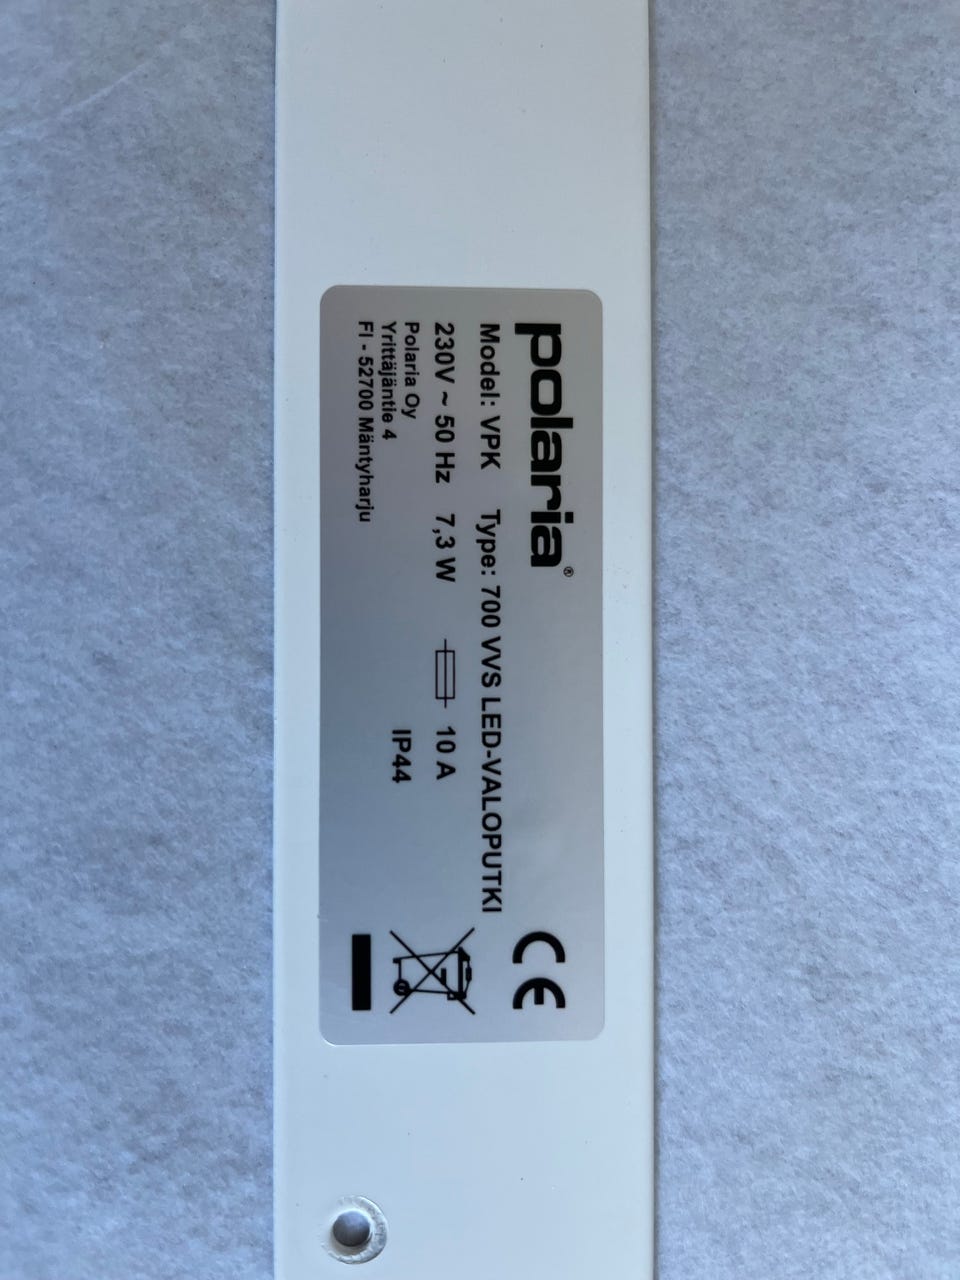 polaria®
Model: VPK Type: 700 VVS LED-VALOPUTKI
230V ~ 50 Hz 7,3 W 10 A
Polaria Oy
Yrittäjäntie 4
FI - 52700 Mäntyharju
IP44
CE